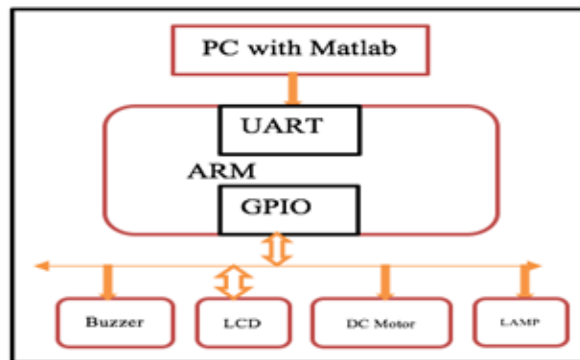 PC with Matlab
UART
ARM
GPIO
Buzzer
LCD
DC Motor
LAMP